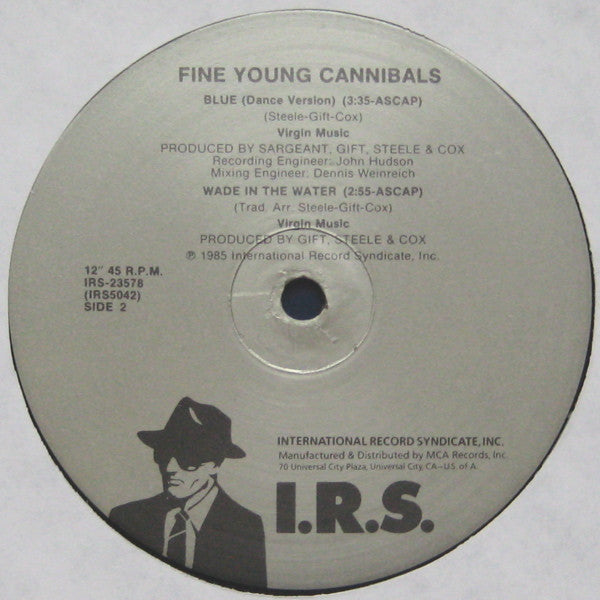 FINE YOUNG CANNIBALS
BLUE (Dance Version) (3:35-ASCAP)
(Steele-Gift-Cox)
Virgin Music
PRODUCED BY SARGEANT, GIFT, STEELE & COX
Recording Engineer: John Hudson
Mixing Engineer: Dennis Weinreich
WADE IN THE WATER (2:55-ASCAP)
(Trad. Arr. Steele-Gift-Cox)
Virgin Music
PRODUCED BY GIFT, STEELE & COX
℗ 1985 International Record Syndicate, Inc.
12" 45 R.P.M.
IRS-23578
(IRS5042)
SIDE 2
INTERNATIONAL RECORD SYNDICATE, INC.
Manufactured & Distributed by MCA Records, Inc.
70 Universal City Plaza, Universal City, CA--U.S. of A.
I.R.S.